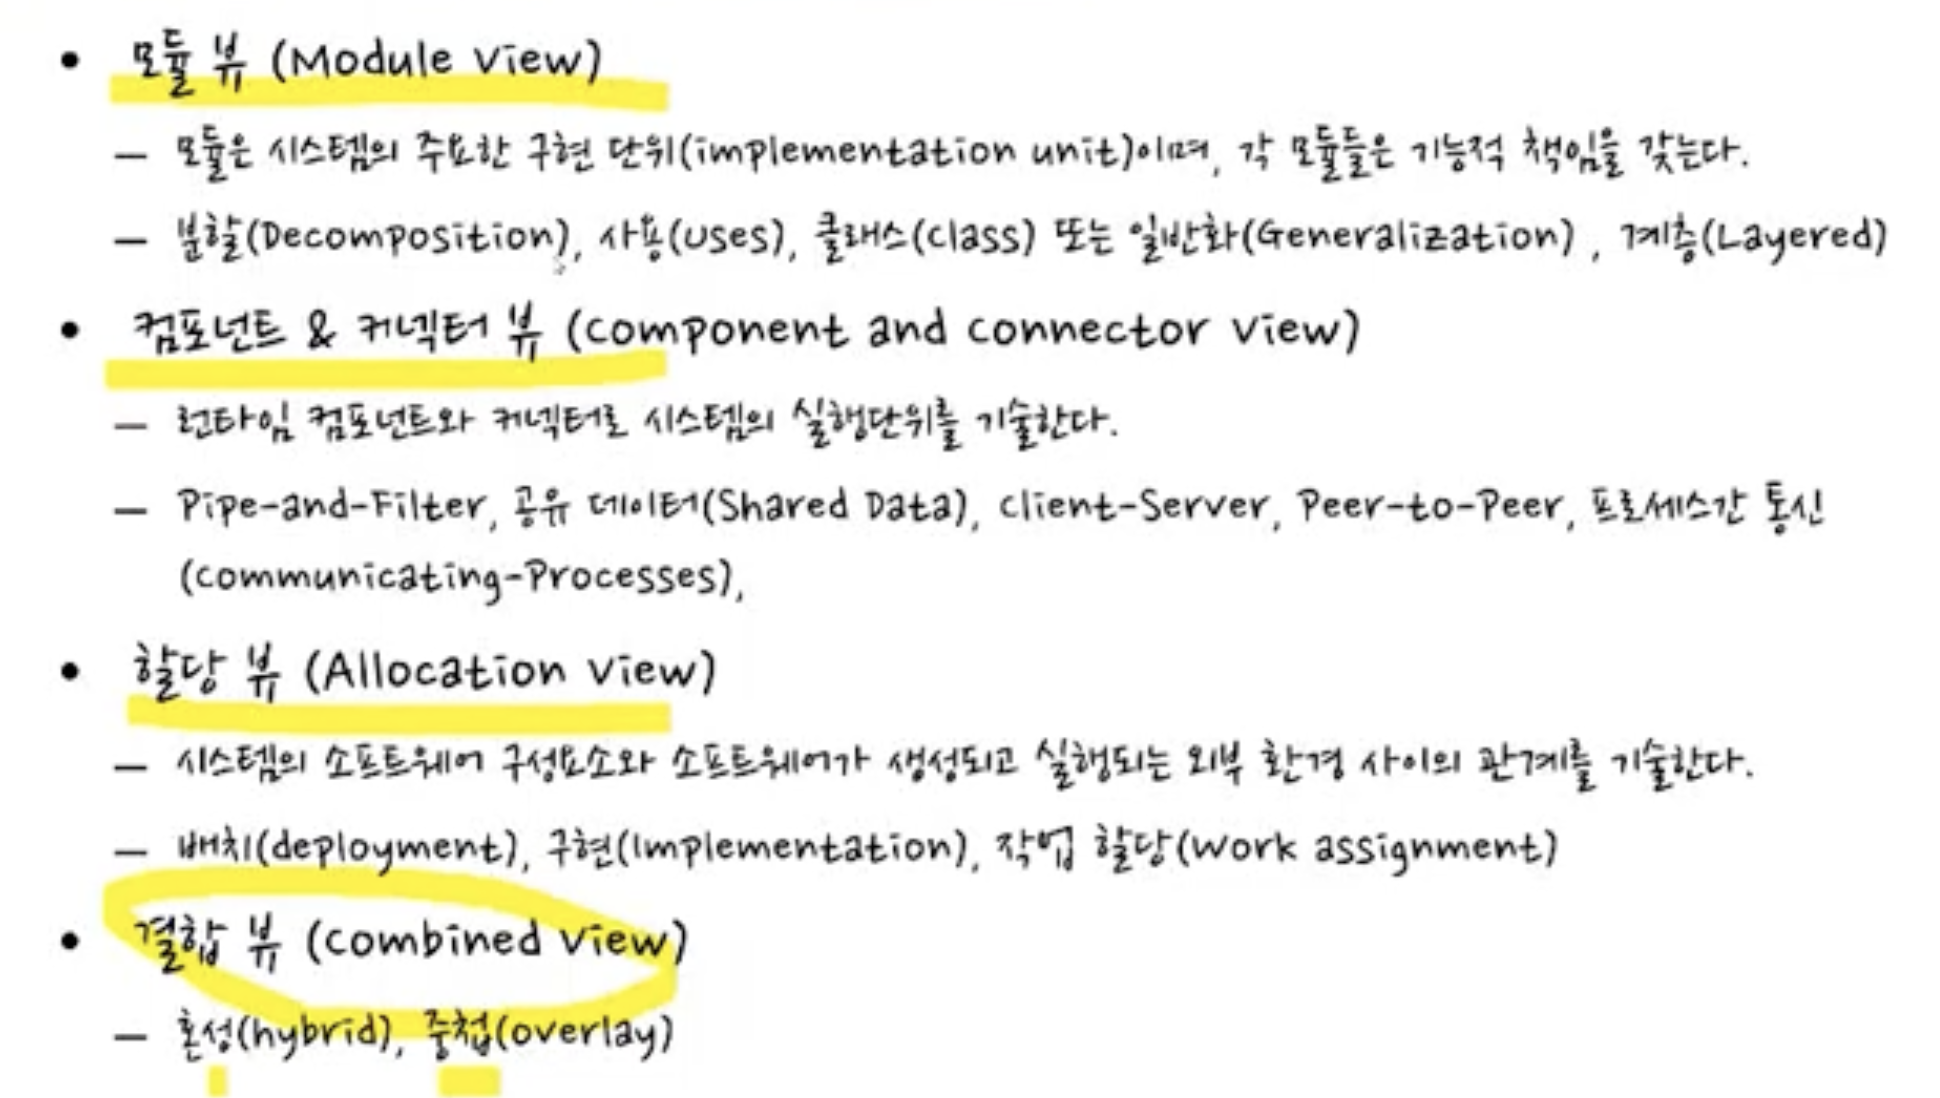 • 모듈 뷰 (Module View)
– 모듈은 시스템의 주요한 구현 단위(implementation unit)이며, 각 모듈들은 기능적 책임을 갖는다.
– 분할(Decomposition), 사용(Uses), 클래스(Class) 또는 일반화(Generalization) , 계층(Layered)
• 컴포넌트 & 커넥터 뷰 (Component and Connector View)
– 런타임 컴포넌트와 커넥터로 시스템의 실행단위를 기술한다.
– Pipe-and-Filter, 공유 데이터(Shared Data), Client-Server, Peer-to-Peer, 프로세스간 통신
(Communicating-Processes),
• 할당 뷰 (Allocation View)
– 시스템의 소프트웨어 구성요소와 소프트웨어가 생성되고 실행되는 외부 환경 사이의 관계를 기술한다.
– 배치(deployment), 구현(Implementation), 작업 할당(Work assignment)
• 결합 뷰 (Combined View)
– 혼성(hybrid), 중첩(overlay)